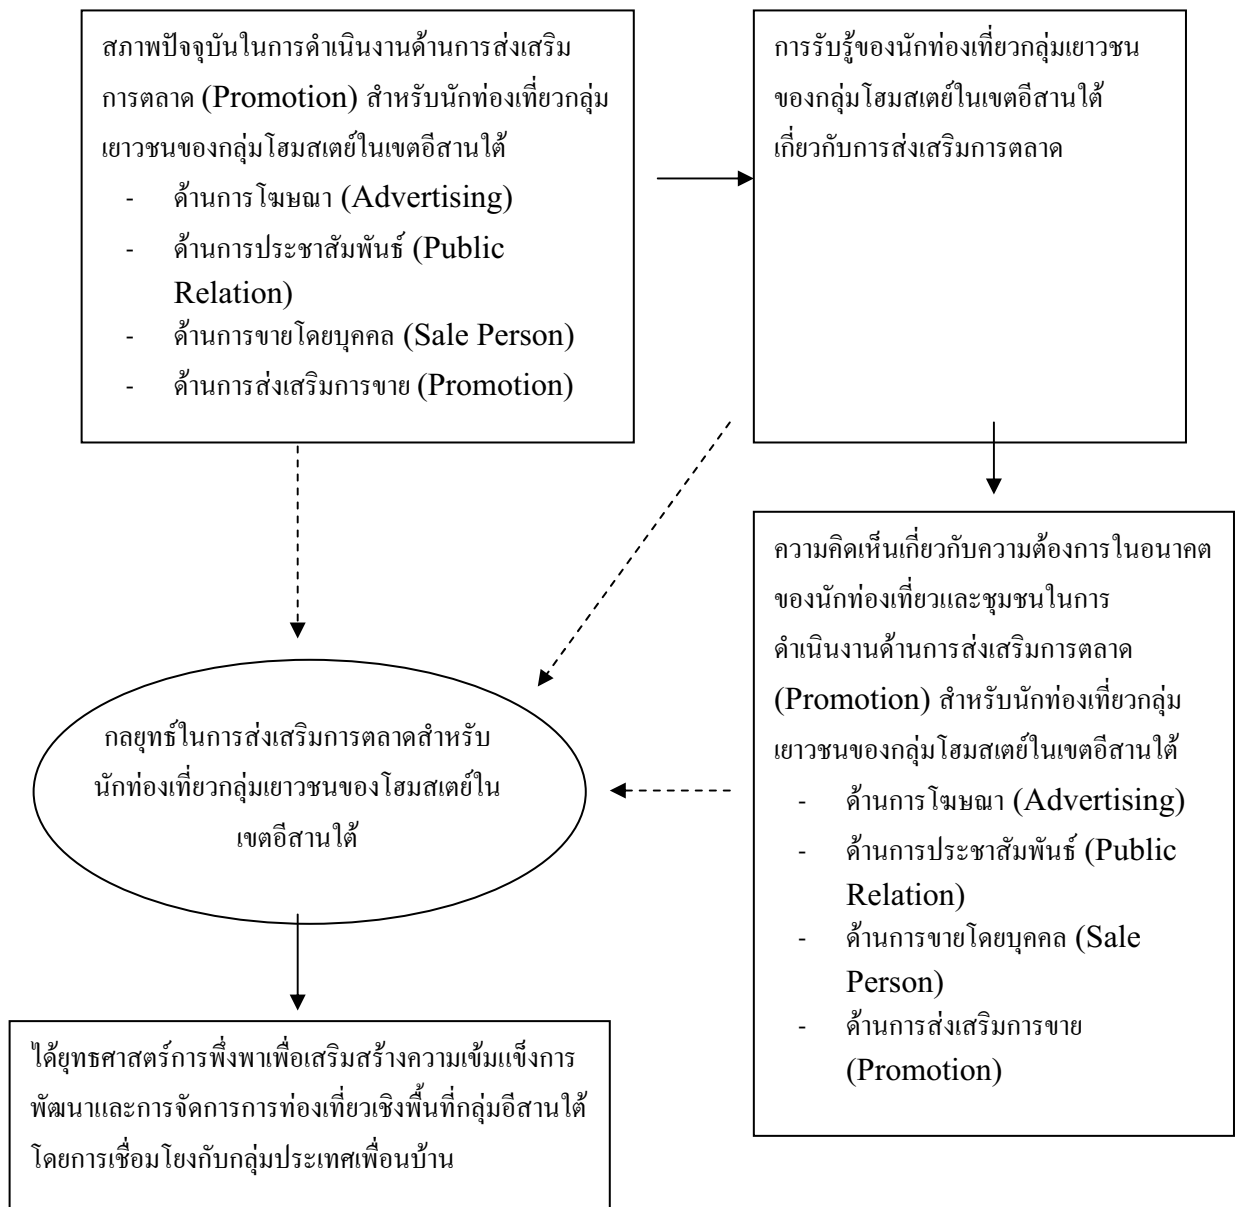 สภาพปัจจุบันในการดำเนินงานด้านการส่งเสริม
การตลาด (Promotion) สำหรับนักท่องเที่ยวกลุ่ม
เยาวชนของกลุ่มโฮมสเตย์ในเขตอีสานใต้
- ด้านการโฆษณา (Advertising)
- ด้านการประชาสัมพันธ์ (Public
Relation)
- ด้านการขายโดยบุคคล (Sale Person)
- ด้านการส่งเสริมการขาย (Promotion)
การรับรู้ของนักท่องเที่ยวกลุ่มเยาวชน
ของกลุ่มโฮมสเตย์ในเขตอีสานใต้
เกี่ยวกับการส่งเสริมการตลาด
ความคิดเห็นเกี่ยวกับความต้องการในอนาคต
ของนักท่องเที่ยวและชุมชนในการ
ดำเนินงานด้านการส่งเสริมการตลาด
(Promotion) สำหรับนักท่องเที่ยวกลุ่ม
เยาวชนของกลุ่มโฮมสเตย์ในเขตอีสานใต้
- ด้านการโฆษณา (Advertising)
- ด้านการประชาสัมพันธ์ (Public
Relation)
- ด้านการขายโดยบุคคล (Sale
Person)
- ด้านการส่งเสริมการขาย
(Promotion)
กลยุทธ์ในการส่งเสริมการตลาดสำหรับ
นักท่องเที่ยวกลุ่มเยาวชนของโฮมสเตย์ใน
เขตอีสานใต้
ได้ยุทธศาสตร์การพึ่งพาเพื่อเสริมสร้างความเข้มแข็งการ
พัฒนาและการจัดการการท่องเที่ยวเชิงพื้นที่กลุ่มอีสานใต้
โดยการเชื่อมโยงกับกลุ่มประเทศเพื่อนบ้าน